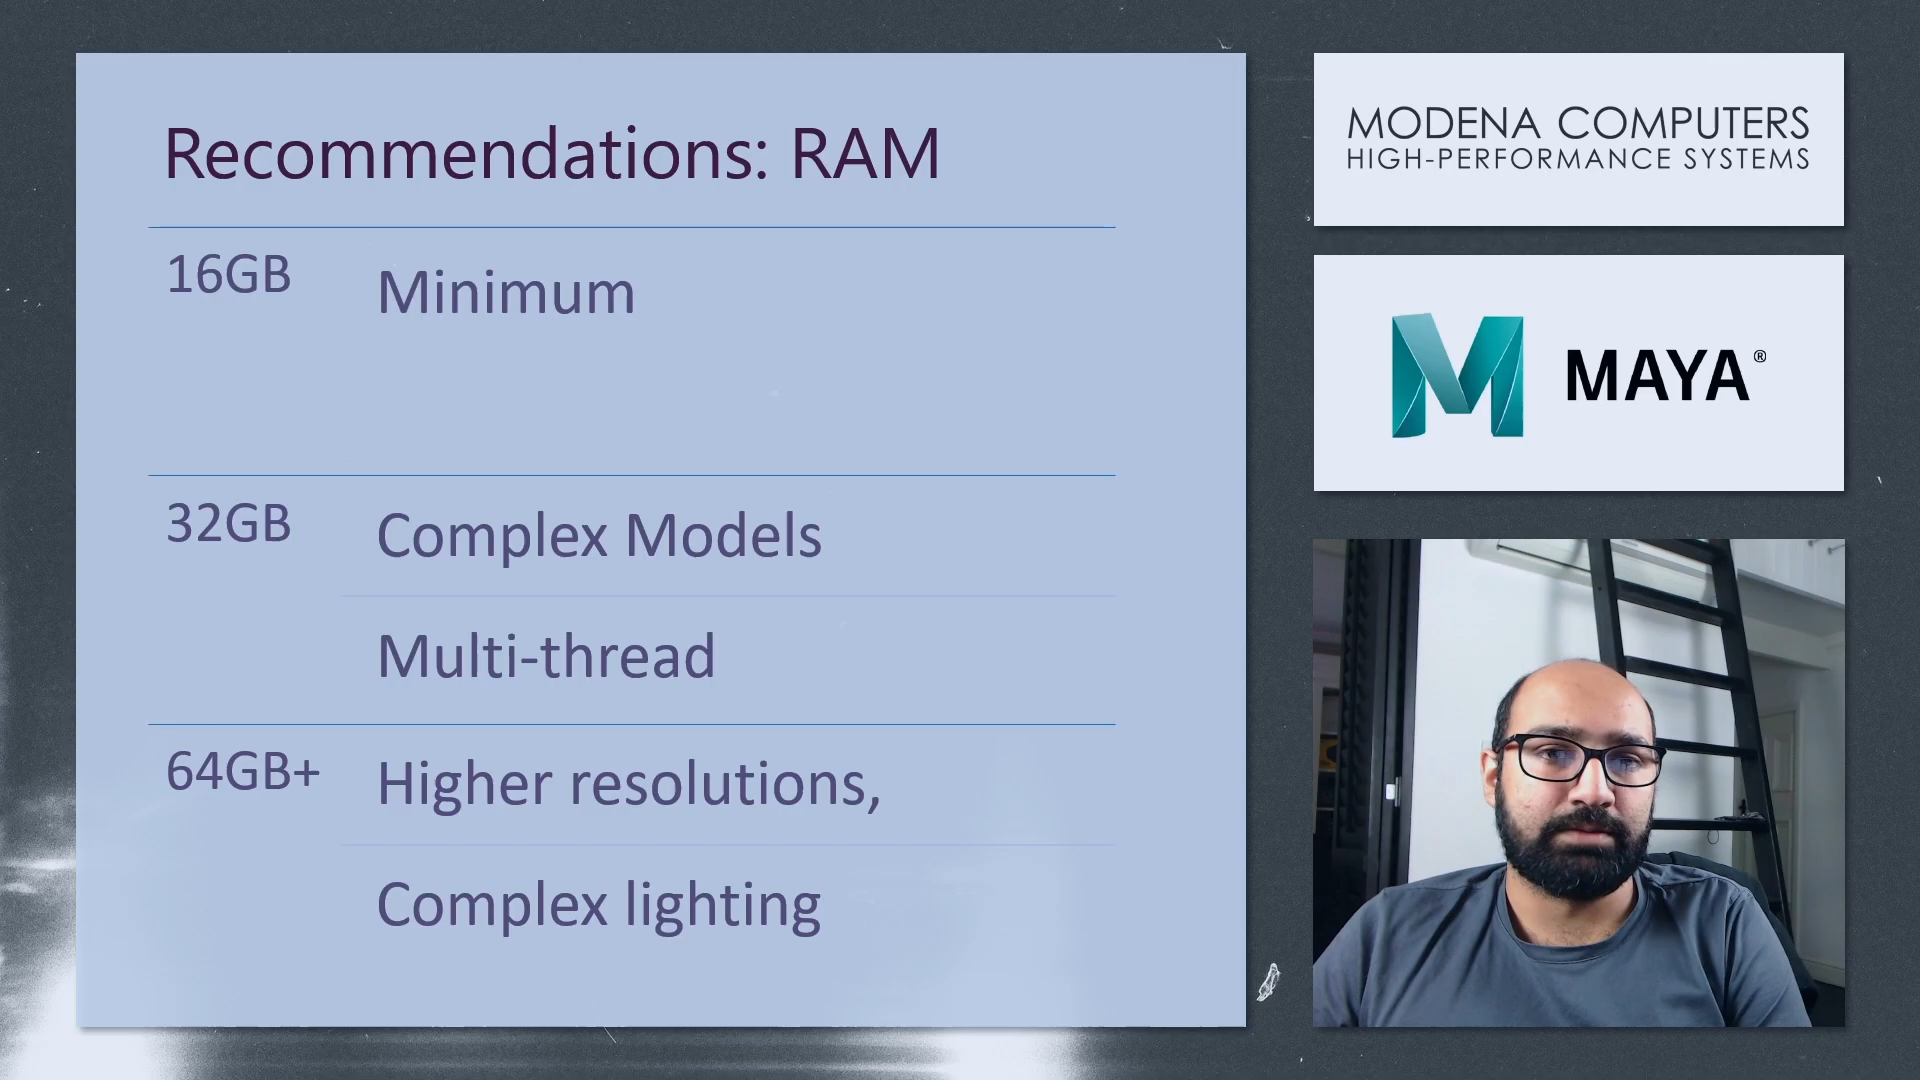 Recommendations: RAM
16GB
Minimum
32GB
Complex Models
Multi-thread
64GB+
Higher resolutions,
Complex lighting
MODENA COMPUTERS
HIGH-PERFORMANCE SYSTEMS
MAYA®